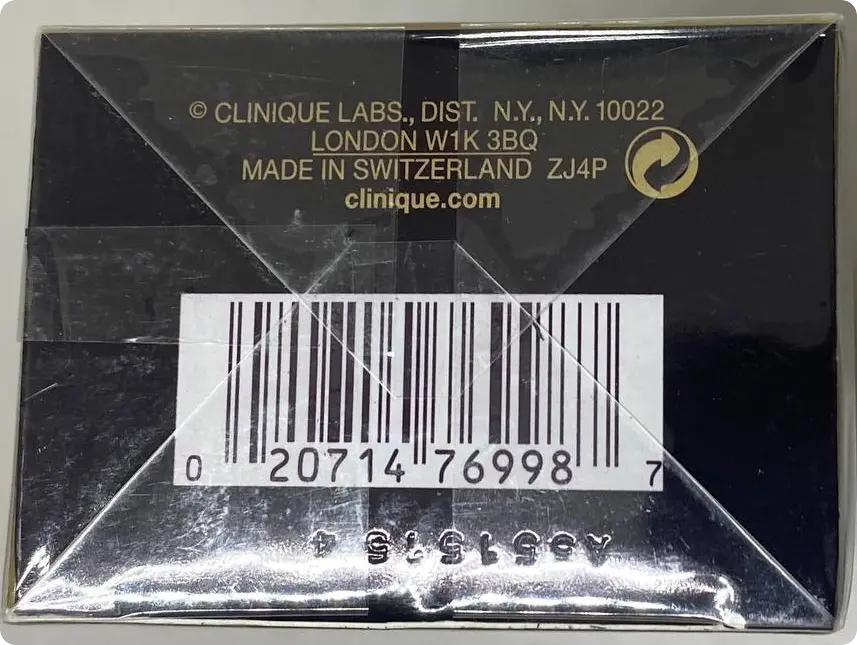 © CLINIQUE LABS., DIST. N.Y., N.Y. 10022
LONDON W1K 3BQ
MADE IN SWITZERLAND ZJ4P
clinique.com
0 20714 76998 7